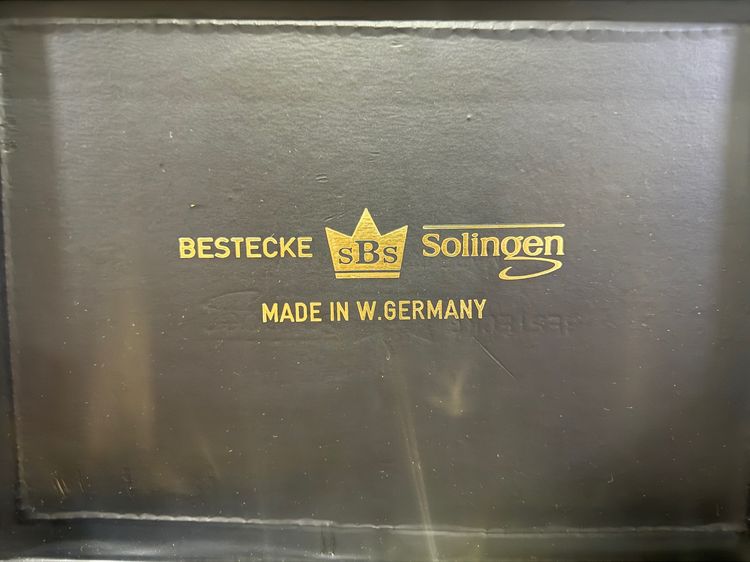 BESTECKE sBs Solingen
MADE IN W.GERMANY